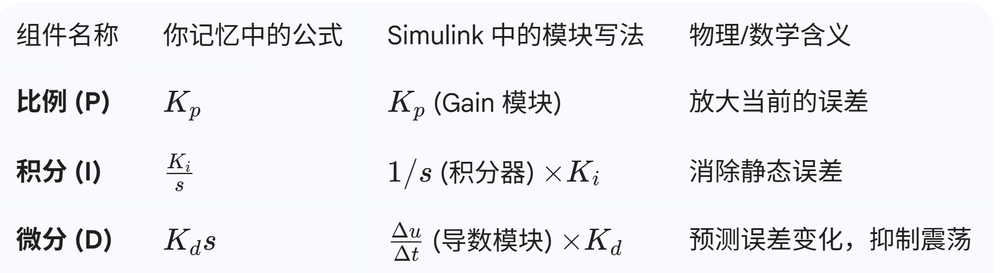 组件名称 你记忆中的公式 Simulink 中的模块写法 物理/数学含义
比例 (P) $K_p$ $K_p$ (Gain 模块) 放大当前的误差
积分 (I) $\frac{K_i}{s}$ $1/s$ (积分器) $\times K_i$ 消除静态误差
微分 (D) $K_d s$ $\frac{\Delta u}{\Delta t}$ (导数模块) $\times K_d$ 预测误差变化，抑制震荡